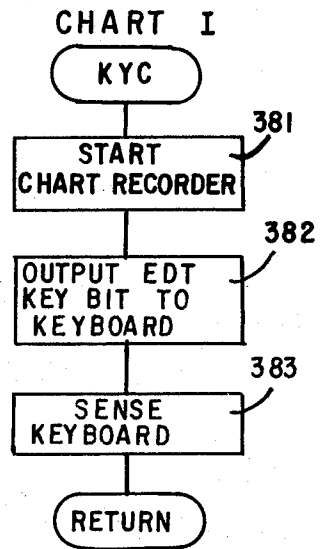 CHART I
KYC
381
START
CHART RECORDER
382
OUTPUT EDT
KEY BIT TO
KEYBOARD
383
SENSE
KEYBOARD
RETURN